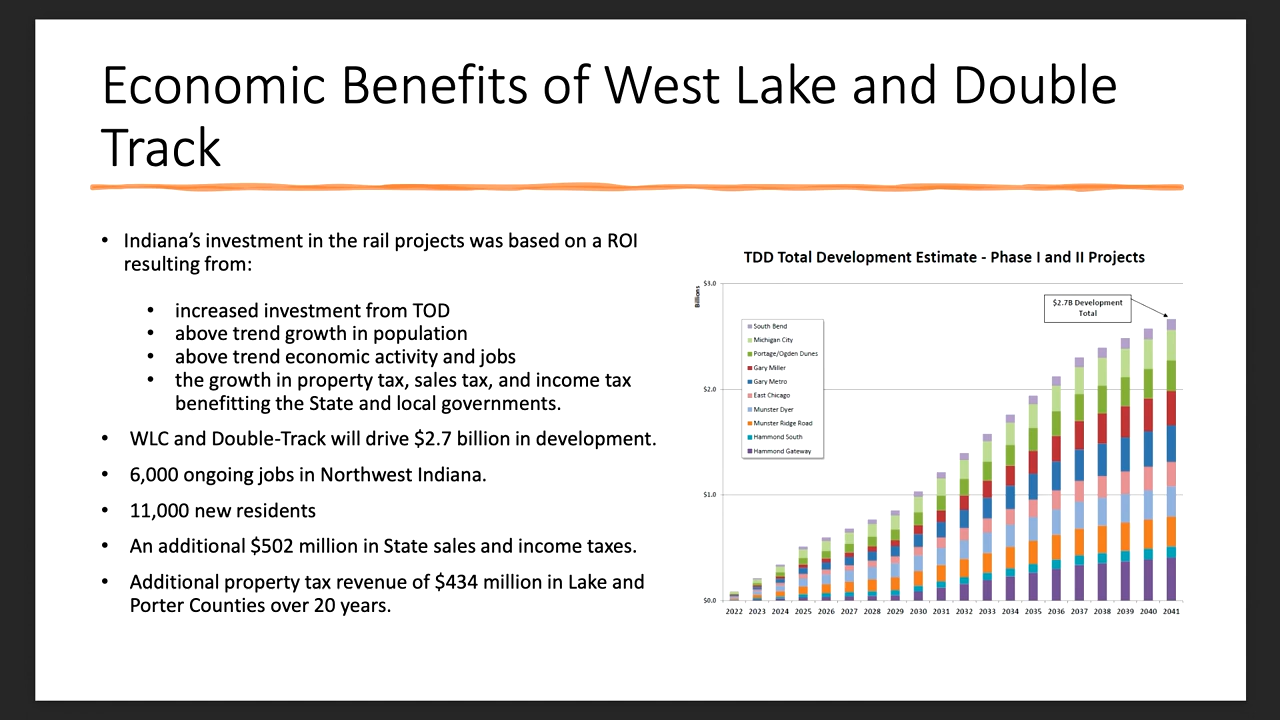 Economic Benefits of West Lake and Double
Track
• Indiana’s investment in the rail projects was based on a ROI
resulting from:
• increased investment from TOD
• above trend growth in population
• above trend economic activity and jobs
• the growth in property tax, sales tax, and income tax
benefitting the State and local governments.
• WLC and Double-Track will drive $2.7 billion in development.
• 6,000 ongoing jobs in Northwest Indiana.
• 11,000 new residents
• An additional $502 million in State sales and income taxes.
• Additional property tax revenue of $434 million in Lake and
Porter Counties over 20 years.
TDD Total Development Estimate - Phase I and II Projects
Billions
$3.0
$2.0
$1.0
$0.0
$2.7B Development
Total
South Bend
Michigan City
Portage/Ogden Dunes
Gary Miller
Gary Metro
East Chicago
Munster Dyer
Munster Ridge Road
Hammond South
Hammond Gateway
2022 2023 2024 2025 2026 2027 2028 2029 2030 2031 2032 2033 2034 2035 2036 2037 2038 2039 2040 2041